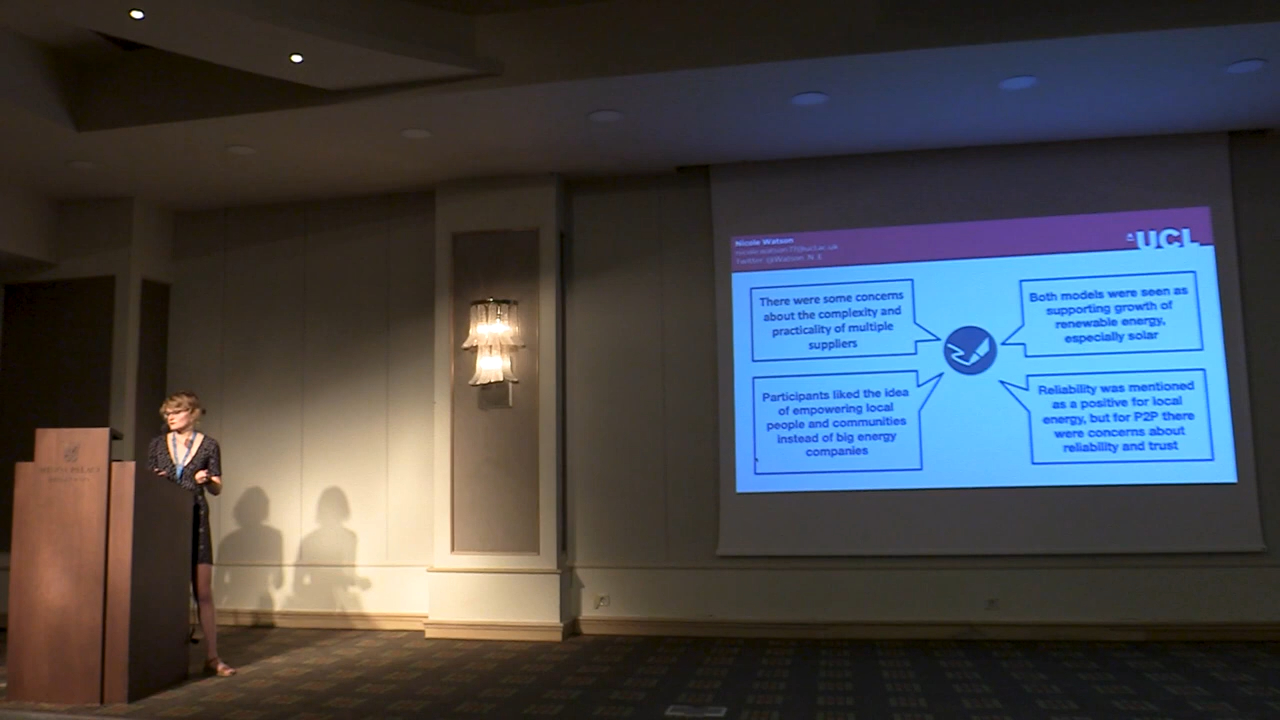 Nicole Watson
Twitter: @Watson_N_E
UCL
There were some concerns
about the complexity and
practicality of multiple
suppliers
Both models were seen as
supporting growth of
renewable energy,
especially solar
Participants liked the idea
of empowering local
people and communities
instead of big energy
companies
Reliability was mentioned
as a positive for local
energy, but for P2P there
were concerns about
reliability and trust